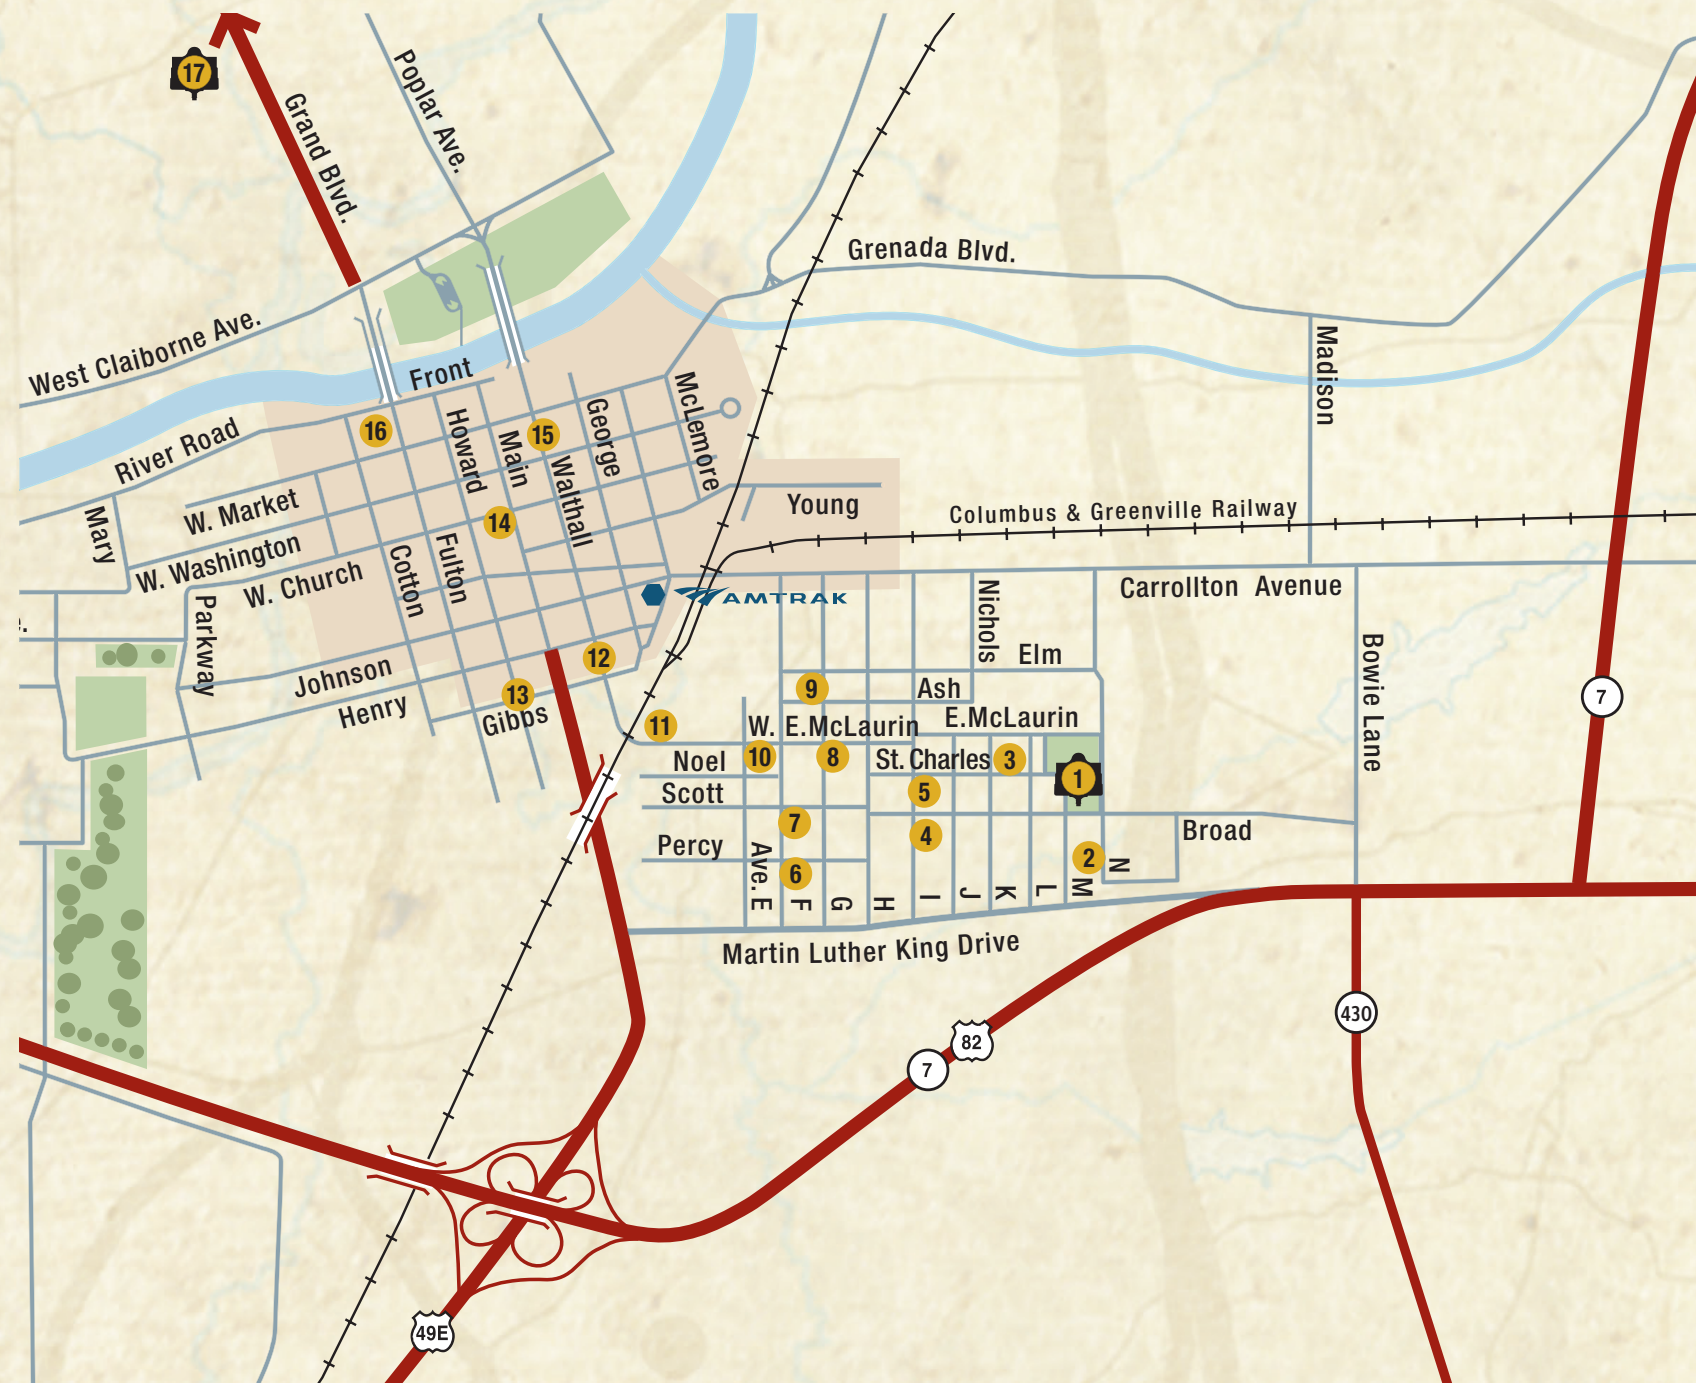 17
Grand Blvd.
Poplar Ave.
Grenada Blvd.
West Claiborne Ave.
Front
River Road
16
Howard
Main
15
Walthall
George
McLemore
Madison
W. Market
Mary
14
Young
Columbus & Greenville Railway
W. Washington
W. Church
Cotton
Fulton
Parkway
AMTRAK
Nichols
Carrollton Avenue
Elm
Bowie Lane
Johnson
Henry
12
13
Gibbs
9
Ash
7
11
W. E.McLaurin
E.McLaurin
Noel
10
8
St. Charles
3
1
Scott
5
7
4
Broad
Percy
6
2
Ave. E
F
G
H
I
J
K
L
M
N
Martin Luther King Drive
82
7
430
49E